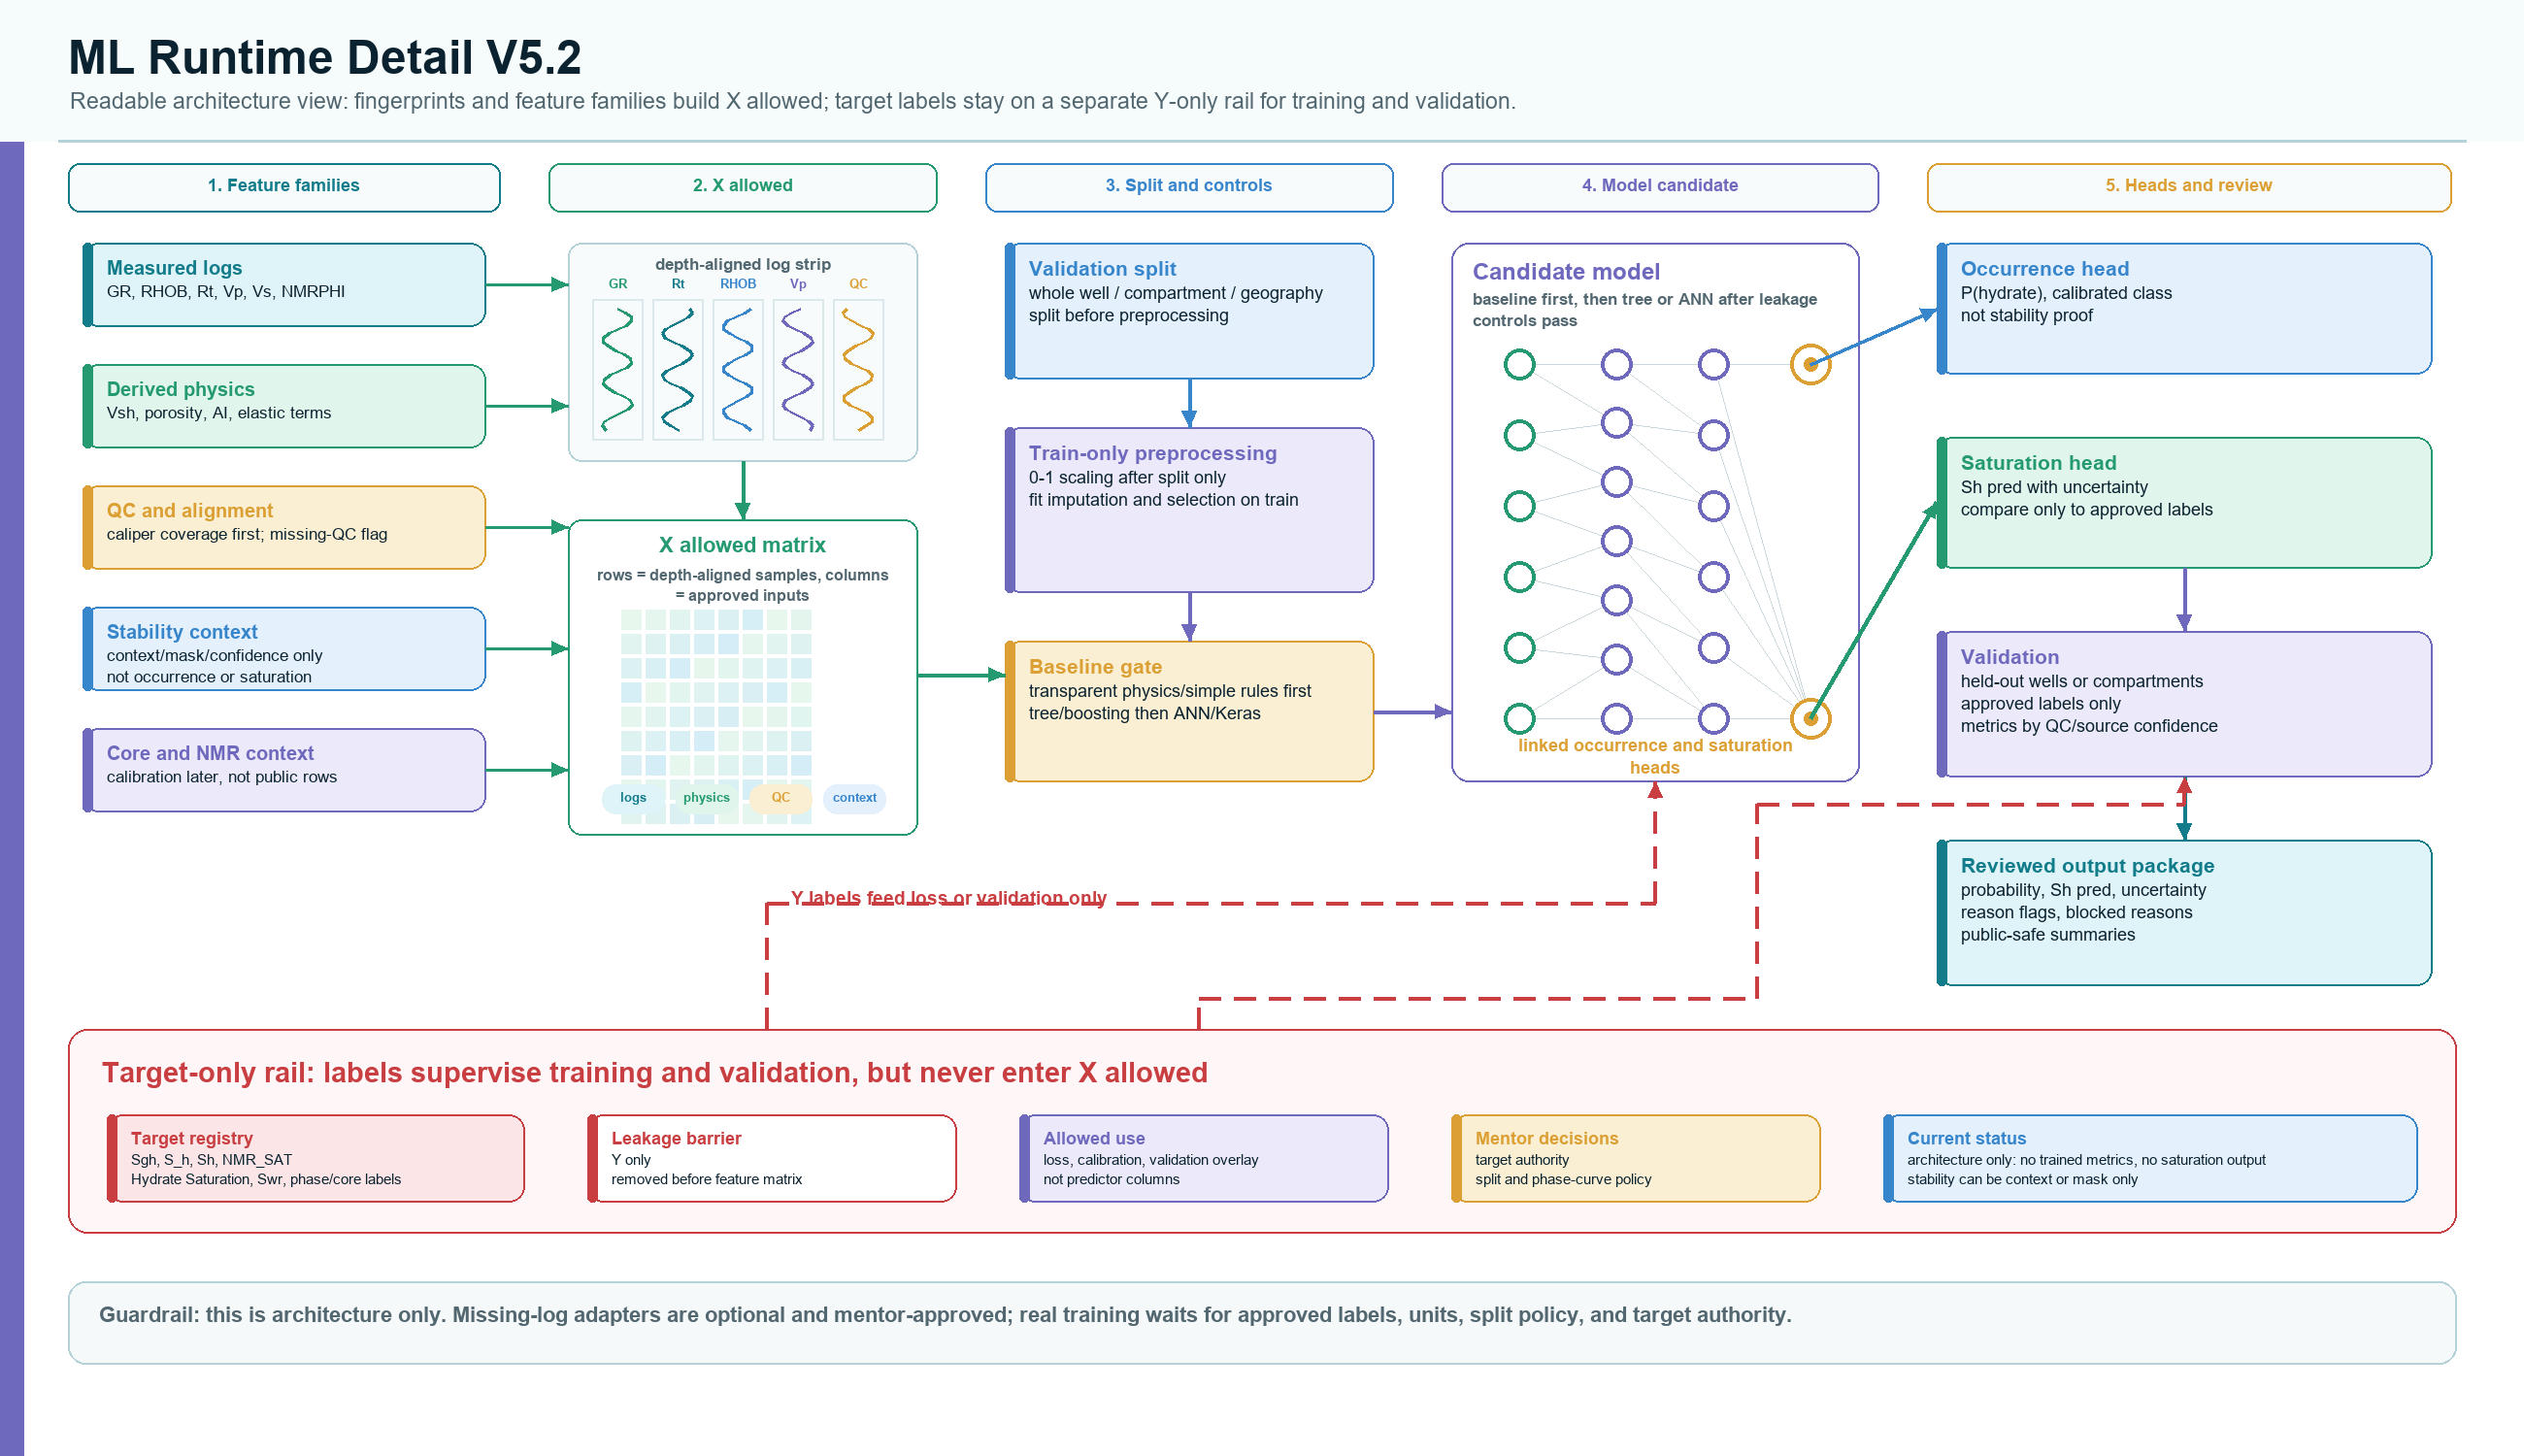 ML Runtime Detail V5.2
Readable architecture view: fingerprints and feature families build X allowed; target labels stay on a separate Y-only rail for training and validation.
1. Feature families
2. X allowed
3. Split and controls
4. Model candidate
5. Heads and review
Measured logs
GR, RHOB, Rt, Vp, Vs, NMRPHI
Derived physics
Vsh, porosity, AI, elastic terms
QC and alignment
caliper coverage first; missing-QC flag
Stability context
context/mask/confidence only
not occurrence or saturation
Core and NMR context
calibration later, not public rows
depth-aligned log strip
GR
Rt
RHOB
Vp
QC
X allowed matrix
rows = depth-aligned samples, columns
= approved inputs
logs
physics
QC
context
Validation split
whole well / compartment / geography
split before preprocessing
Train-only preprocessing
0-1 scaling after split only
fit imputation and selection on train
Baseline gate
transparent physics/simple rules first
tree/boosting then ANN/Keras
Candidate model
baseline first, then tree or ANN after leakage
controls pass
linked occurrence and saturation
heads
Occurrence head
P(hydrate), calibrated class
not stability proof
Saturation head
Sh pred with uncertainty
compare only to approved labels
Validation
held-out wells or compartments
approved labels only
metrics by QC/source confidence
Reviewed output package
probability, Sh pred, uncertainty
reason flags, blocked reasons
public-safe summaries
Y labels feed loss or validation only
Target-only rail: labels supervise training and validation, but never enter X allowed
Target registry
Sgh, S_h, Sh, NMR_SAT
Hydrate Saturation, Swr, phase/core labels
Leakage barrier
Y only
removed before feature matrix
Allowed use
loss, calibration, validation overlay
not predictor columns
Mentor decisions
target authority
split and phase-curve policy
Current status
architecture only: no trained metrics, no saturation output
stability can be context or mask only
Guardrail: this is architecture only. Missing-log adapters are optional and mentor-approved; real training waits for approved labels, units, split policy, and target authority.